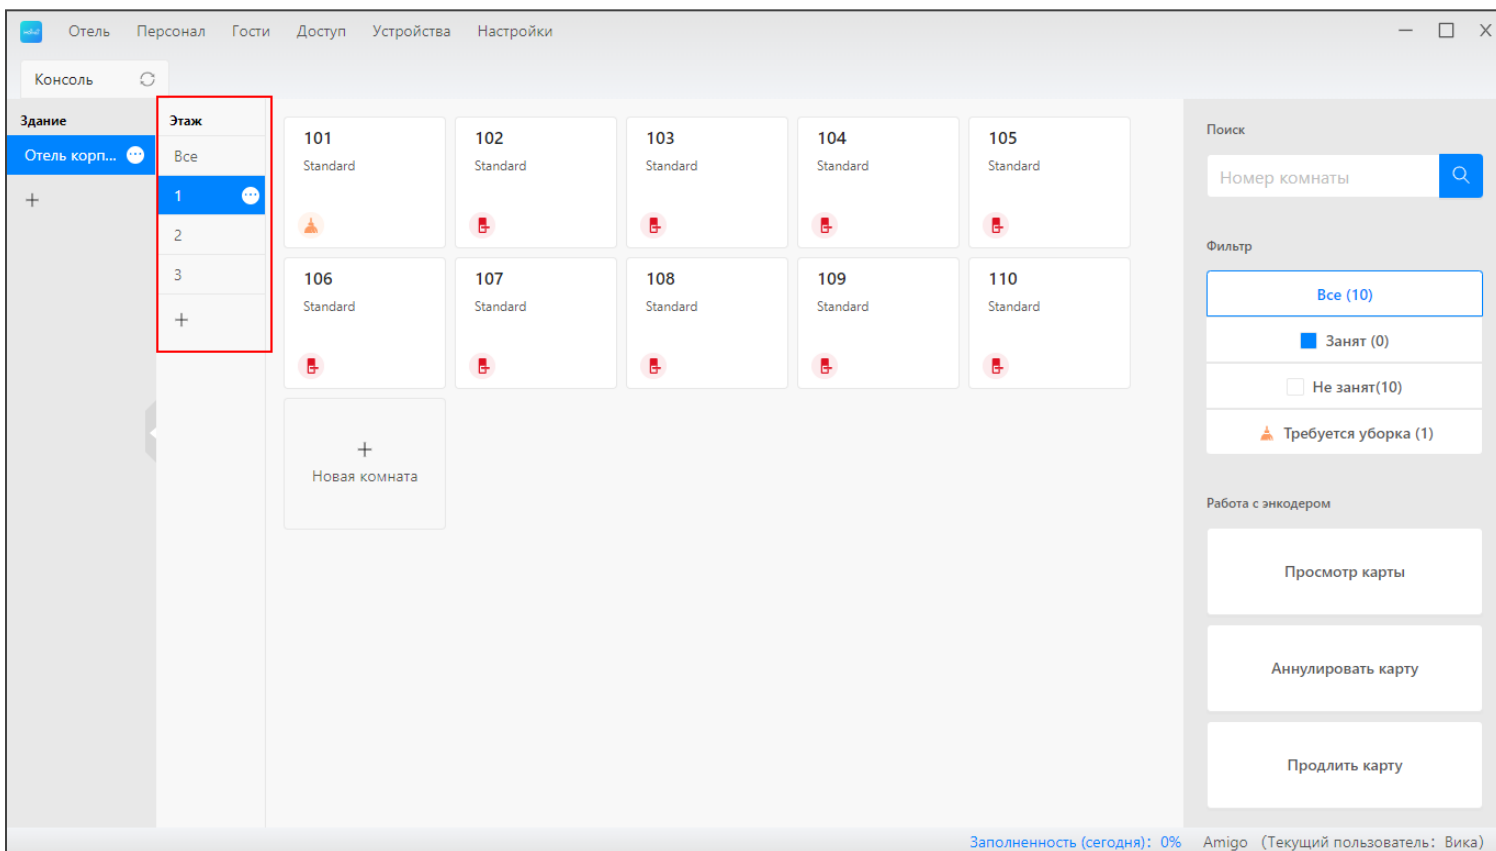 Отель Персонал Гости Доступ Устройства Настройки
Консоль
Здание
Отель корп...
Этаж
Все
1
2
3
101
Standard
102
Standard
103
Standard
104
Standard
105
Standard
106
Standard
107
Standard
108
Standard
109
Standard
110
Standard
Новая комната
Поиск
Номер комнаты
Фильтр
Все (10)
Занят (0)
Не занят(10)
Требуется уборка (1)
Работа с энкодером
Просмотр карты
Аннулировать карту
Продлить карту
Заполненность (сегодня): 0% Amigo (Текущий пользователь: Вика)